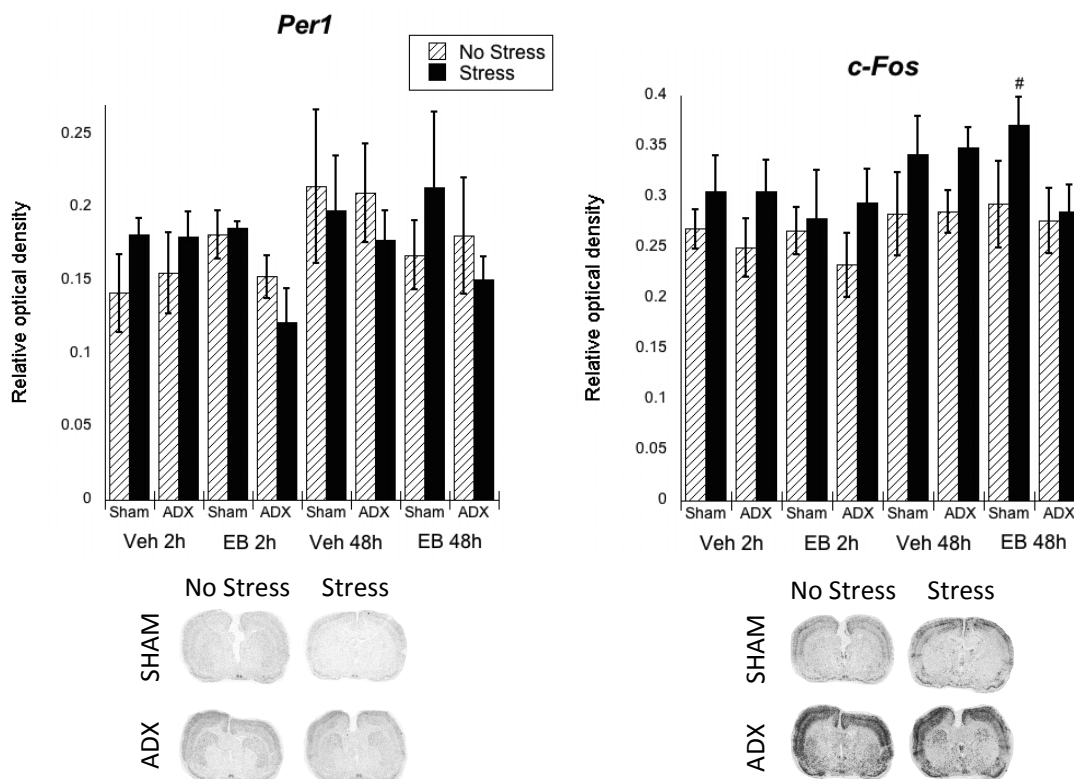 Per1
No Stress
Stress
Relative optical density
0.25
0.2
0.15
0.1
0.05
0
Sham ADX Sham ADX Sham ADX Sham ADX
Veh 2h EB 2h Veh 48h EB 48h
No Stress Stress
SHAM
ADX
c-Fos
#
Relative optical density
0.4
0.35
0.3
0.25
0.2
0.15
0.1
0.05
0
Sham ADX Sham ADX Sham ADX Sham ADX
Veh 2h EB 2h Veh 48h EB 48h
No Stress Stress
SHAM
ADX